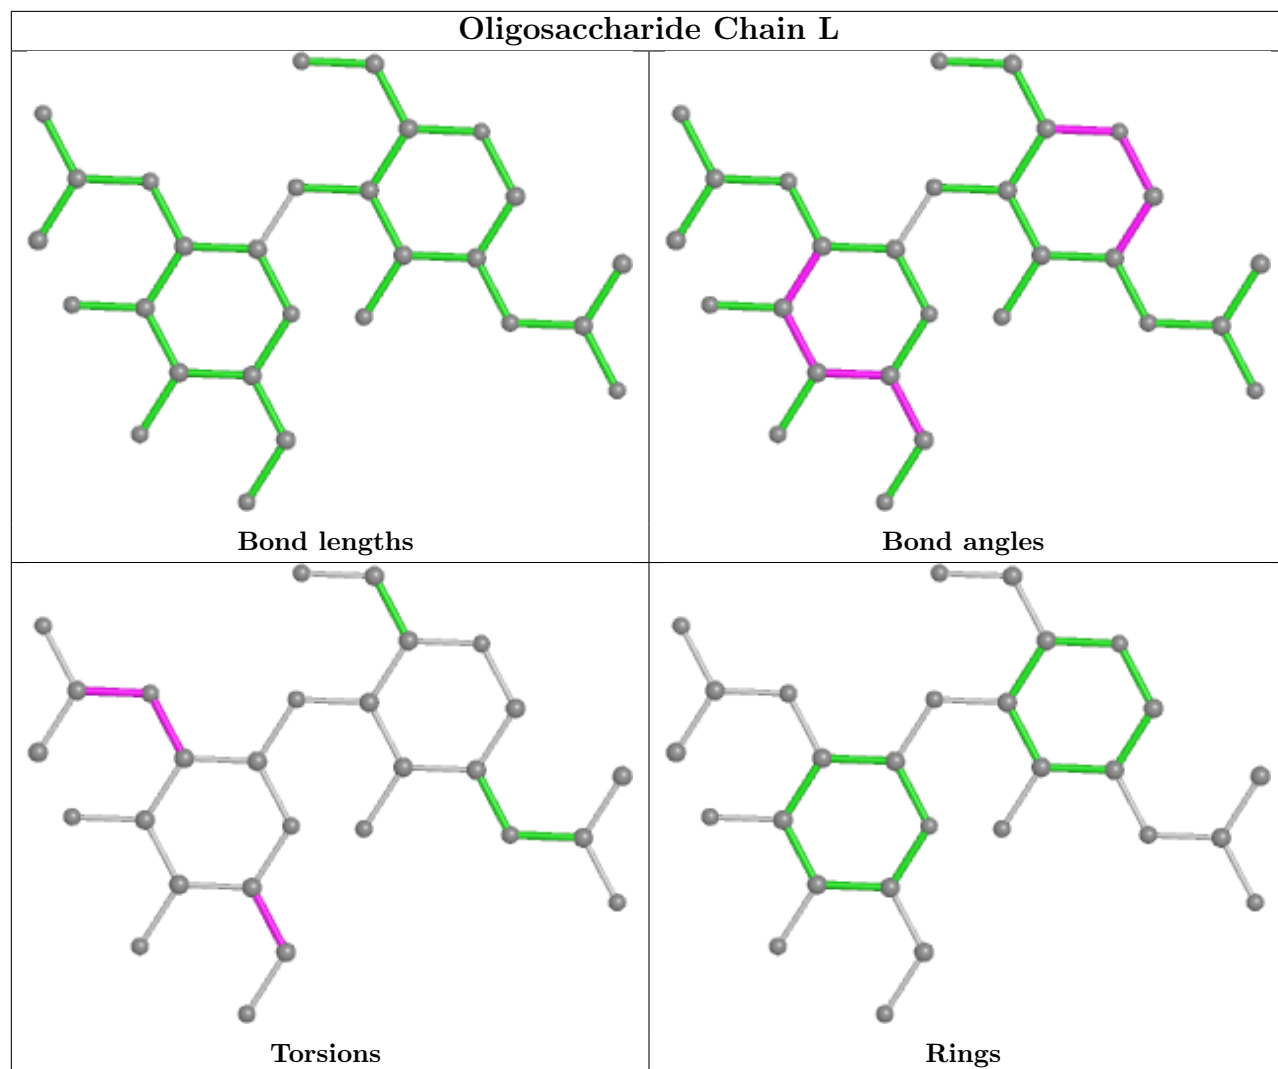 Oligosaccharide Chain L
Bond lengths
Bond angles
Torsions
Rings